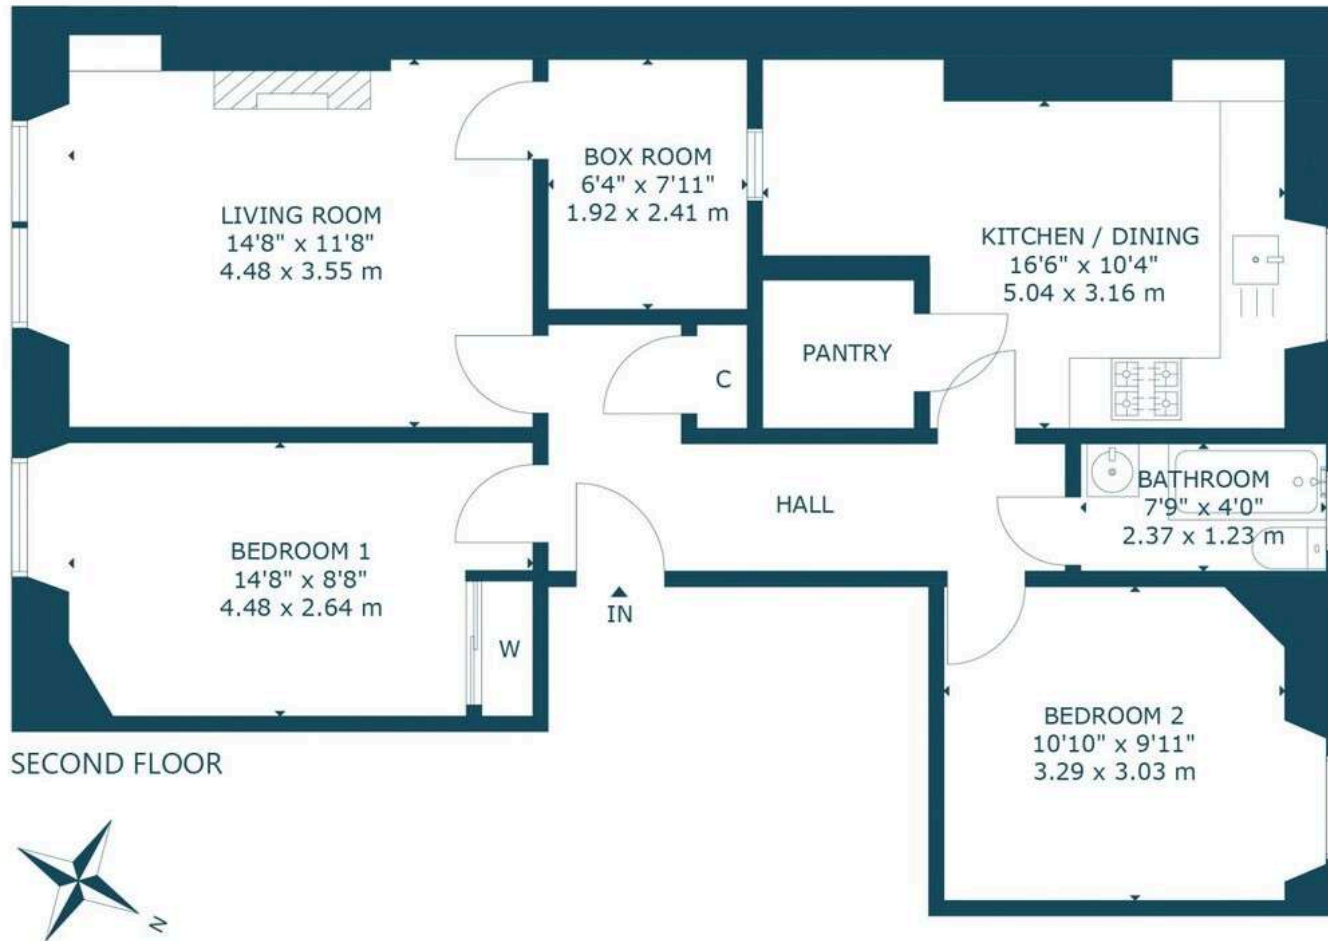 LIVING ROOM
14'8" x 11'8"
4.48 x 3.55 m
BOX ROOM
6'4" x 7'11"
1.92 x 2.41 m
KITCHEN / DINING
16'6" x 10'4"
5.04 x 3.16 m
PANTRY
C
HALL
BATHROOM
7'9" x 4'0"
2.37 x 1.23 m
BEDROOM 1
14'8" x 8'8"
4.48 x 2.64 m
W
IN
BEDROOM 2
10'10" x 9'11"
3.29 x 3.03 m
SECOND FLOOR
N